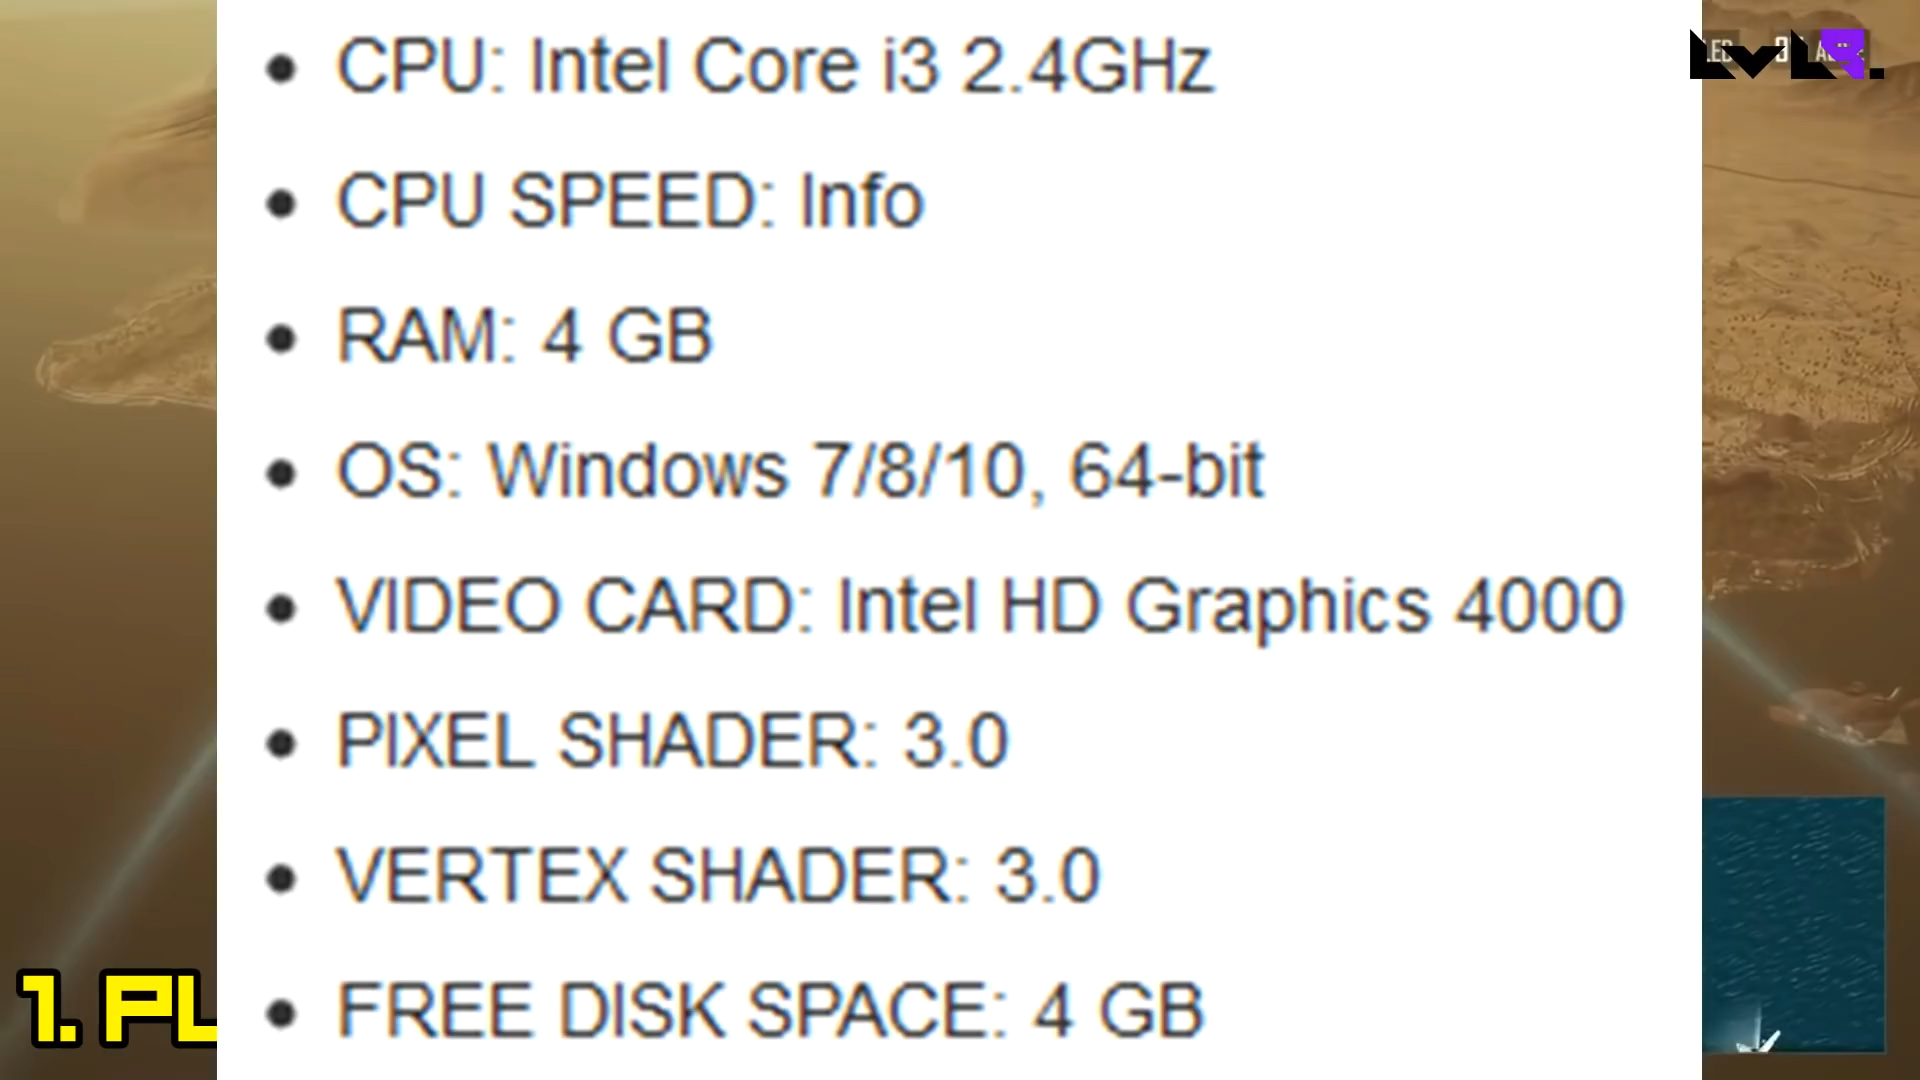 CPU: Intel Core i3 2.4GHz
CPU SPEED: Info
RAM: 4 GB
OS: Windows 7/8/10, 64-bit
VIDEO CARD: Intel HD Graphics 4000
PIXEL SHADER: 3.0
VERTEX SHADER: 3.0
FREE DISK SPACE: 4 GB
1. PL